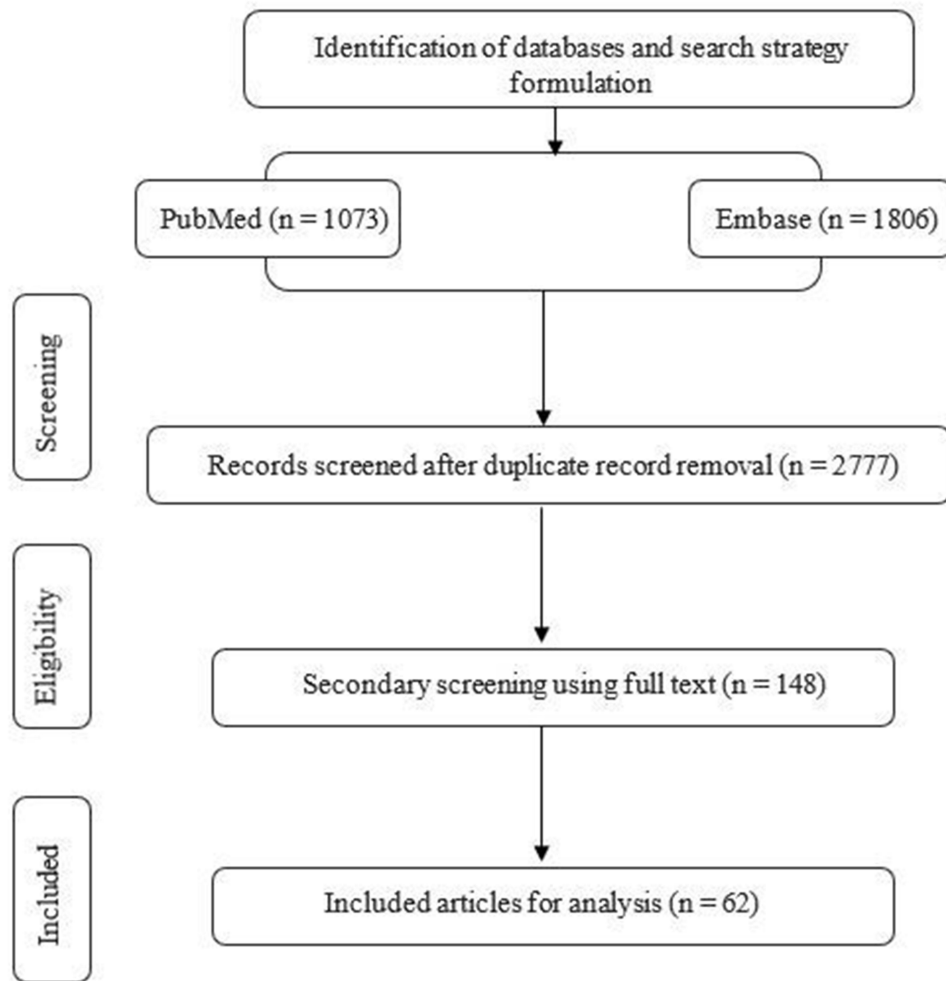 Identification of databases and search strategy
formulation
PubMed (n = 1073)
Embase (n = 1806)
Screening
Records screened after duplicate record removal (n = 2777)
Eligibility
Secondary screening using full text (n = 148)
Included
Included articles for analysis (n = 62)